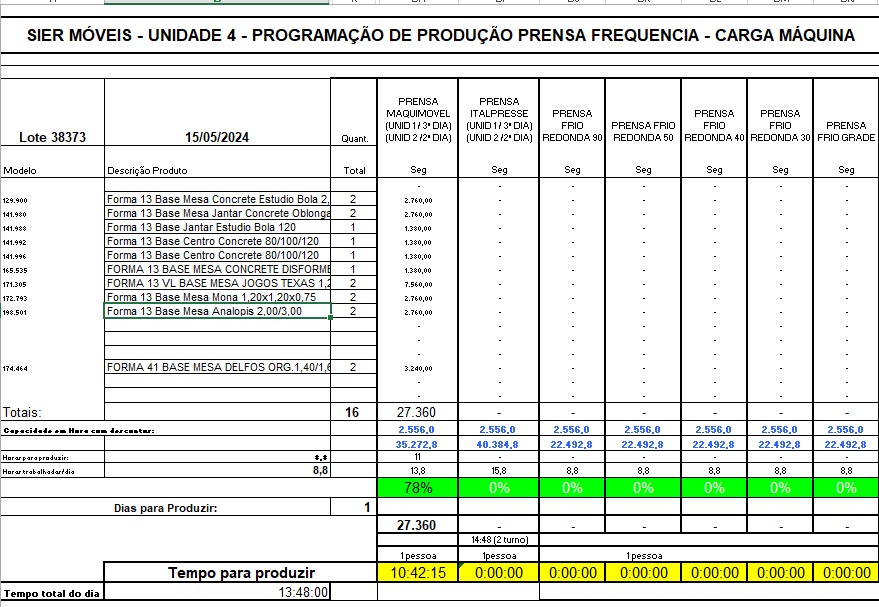 SIER MÓVEIS - UNIDADE 4 - PROGRAMAÇÃO DE PRODUÇÃO PRENSA FREQUENCIA - CARGA MÁQUINA
Lote 38373 15/05/2024 Quant. PRENSA MAQUIMOVEL (UNID 1 / 3ª DIA) (UNID 2 / 2ª DIA) PRENSA ITALPRESSE (UNID 1 / 3ª DIA) (UNID 2 / 2ª DIA) PRENSA FRIO REDONDA 90 PRENSA FRIO REDONDA 50 PRENSA FRIO REDONDA 40 PRENSA FRIO REDONDA 30 PRENSA FRIO GRADE
Modelo Descrição Produto Total Seg Seg Seg Seg Seg Seg Seg
- - - - - - -
129.900 Forma 13 Base Mesa Concrete Estudio Bola 2, 2 2.760,00 - - - - - -
141.980 Forma 13 Base Mesa Jantar Concrete Oblonga 2 2.760,00 - - - - - -
141.988 Forma 13 Base Jantar Estudio Bola 120 1 1.380,00 - - - - - -
141.992 Forma 13 Base Centro Concrete 80/100/120 1 1.380,00 - - - - - -
141.996 Forma 13 Base Centro Concrete 80/100/120 1 1.380,00 - - - - - -
165.535 FORMA 13 BASE MESA CONCRETE DISFORME 1 1.380,00 - - - - - -
171.305 FORMA 13 VL BASE MESA JOGOS TEXAS 1,2 2 7.560,00 - - - - - -
172.793 Forma 13 Base Mesa Mona 1,20x1,20x0,75 2 2.760,00 - - - - - -
198.501 Forma 13 Base Mesa Analopis 2,00/3,00 2 2.760,00 - - - - - -
- - - - - - -
- - - - - - -
- - - - - - -
174.464 FORMA 41 BASE MESA DELFOS ORG.1,40/1,6 2 3.240,00 - - - - - -
- - - - - - -
- - - - - - -
Totais: 16 27.360 - - - - - -
Capacidade em Hora com descontar: 2.556,0 2.556,0 2.556,0 2.556,0 2.556,0 2.556,0 2.556,0
35.272,8 40.384,8 22.492,8 22.492,8 22.492,8 22.492,8 22.492,8
Horas para produzir: 8,8 11 - - - - - -
Horas trabalhadas/dia 8,8 13,8 15,8 8,8 8,8 8,8 8,8 8,8
78% 0% 0% 0% 0% 0% 0%
Dias para Produzir: 1
27.360 - - - - - -
14:48 (2 turno)
1 pessoa 1pessoa 1 pessoa
Tempo para produzir 10:42:15 0:00:00 0:00:00 0:00:00 0:00:00 0:00:00 0:00:00
Tempo total do dia 13:48:00